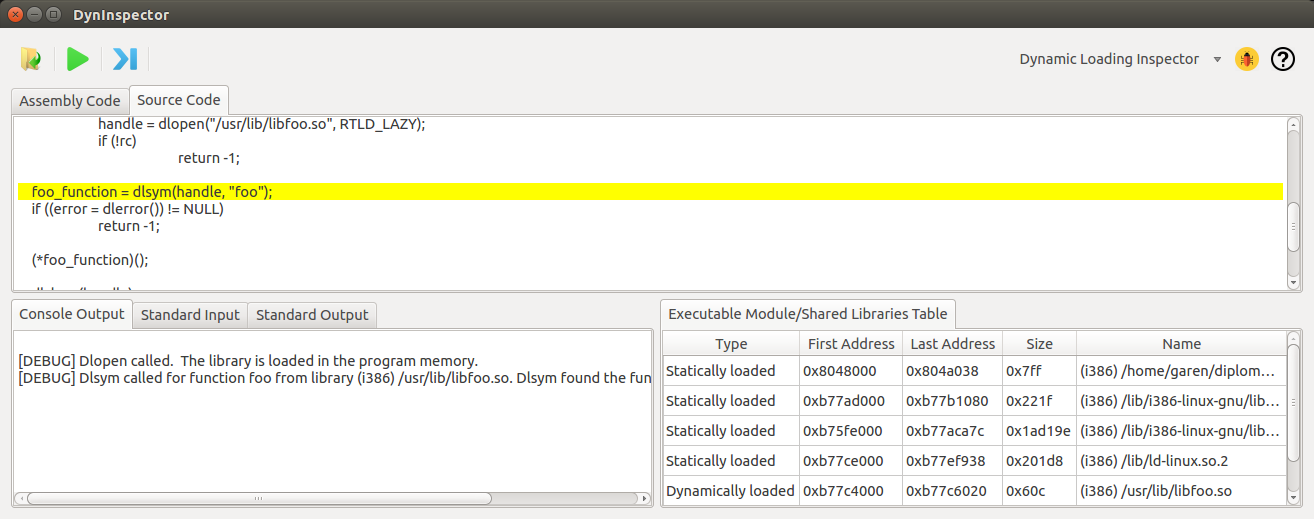 DynInspector
Dynamic Loading Inspector
Assembly Code
Source Code
handle = dlopen("/usr/lib/libfoo.so", RTLD_LAZY);
if (!rc)
return -1;
foo_function = dlsym(handle, "foo");
if ((error = dlerror()) != NULL)
return -1;
(*foo_function)();
Console Output
Standard Input
Standard Output
[DEBUG] Dlopen called.  The library is loaded in the program memory.
[DEBUG] Dlsym called for function foo from library (i386) /usr/lib/libfoo.so. Dlsym found the fun
Executable Module/Shared Libraries Table
Type First Address Last Address Size Name
Statically loaded 0x8048000 0x804a038 0x7ff (i386) /home/garen/diplom...
Statically loaded 0xb77ad000 0xb77b1080 0x221f (i386) /lib/i386-linux-gnu/lib...
Statically loaded 0xb75fe000 0xb77aca7c 0x1ad19e (i386) /lib/i386-linux-gnu/lib...
Statically loaded 0xb77ce000 0xb77ef938 0x201d8 (i386) /lib/ld-linux.so.2
Dynamically loaded 0xb77c4000 0xb77c6020 0x60c (i386) /usr/lib/libfoo.so